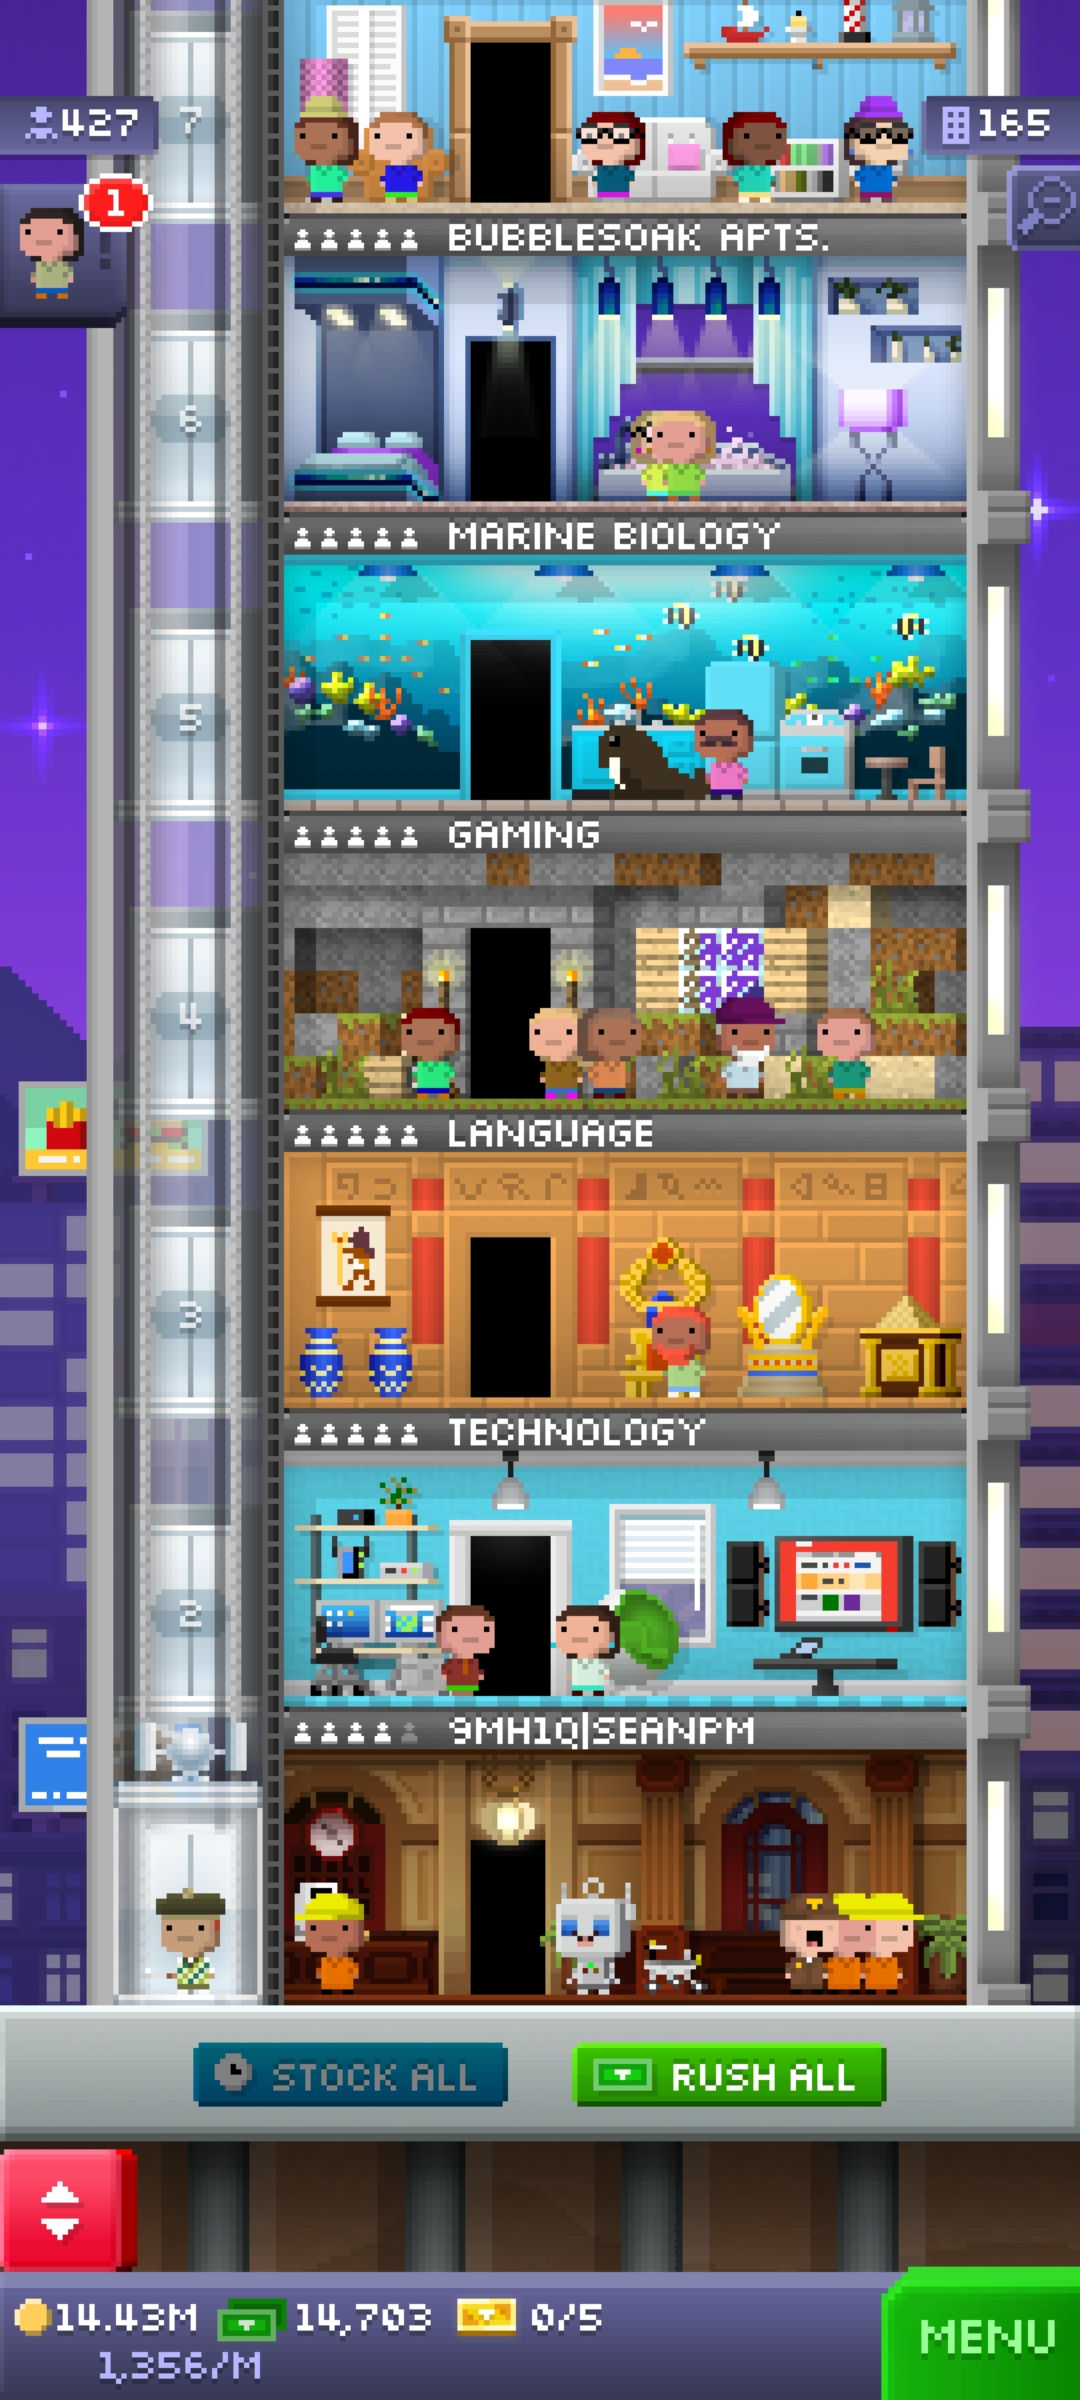 427
7
165
1
BUBBLESOAK APTS.
6
MARINE BIOLOGY
5
GAMING
4
LANGUAGE
3
TECHNOLOGY
2
9MH1Q|SEANPM
STOCK ALL
RUSH ALL
14.43M
14,703
0/5
1,356/M
MENU